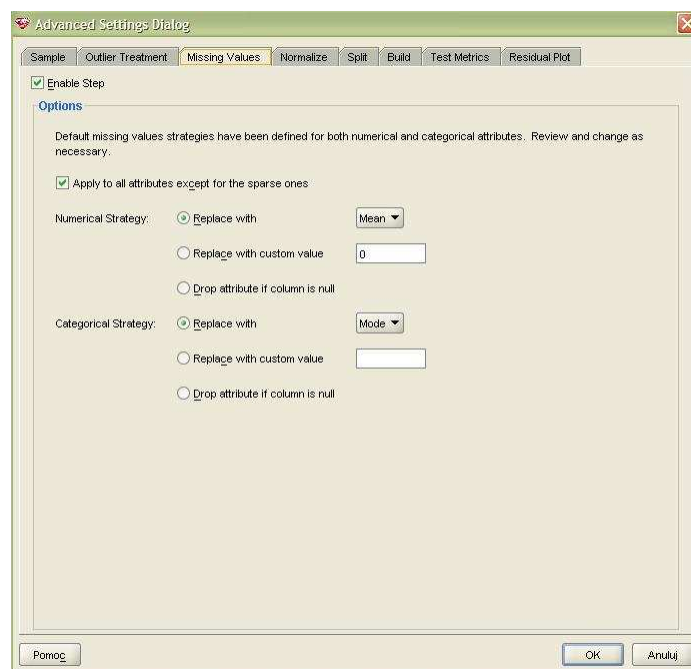 Advanced Settings Dialog
Sample Outlier Treatment Missing Values Normalize Split Build Test Metrics Residual Plot
Enable Step
Options
Default missing values strategies have been defined for both numerical and categorical attributes. Review and change as
necessary.
Apply to all attributes except for the sparse ones
Numerical Strategy: Replace with Mean
Replace with custom value 0
Drop attribute if column is null
Categorical Strategy: Replace with Mode
Replace with custom value
Drop attribute if column is null
Pomoc OK Anuluj